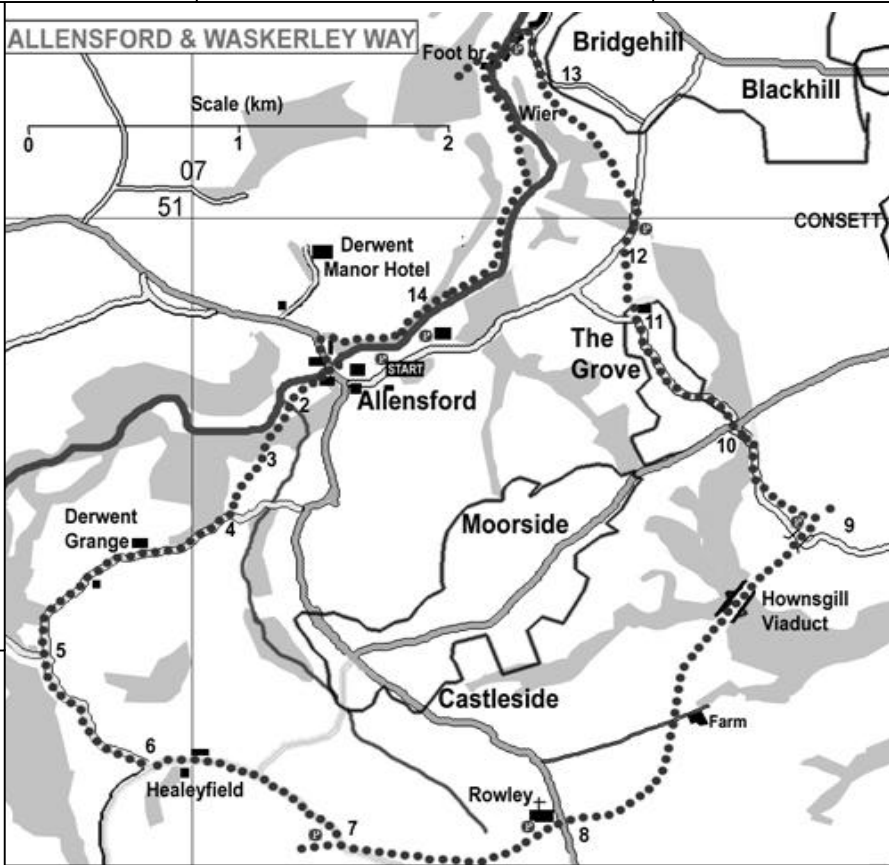 ALLENSFORD & WASKERLEY WAY
Foot br.
P
Bridgehill
13
Blackhill
Scale (km)
Wier
0
1
2
07
51
CONSETT
P
12
Derwent
Manor Hotel
14
11
The
Grove
1
P
P
START
Allensford
2
10
3
4
Derwent
Grange
Moorside
P
9
Hownsgill
Viaduct
5
Castleside
Farm
6
Healeyfield
Rowley
P
7
P
8